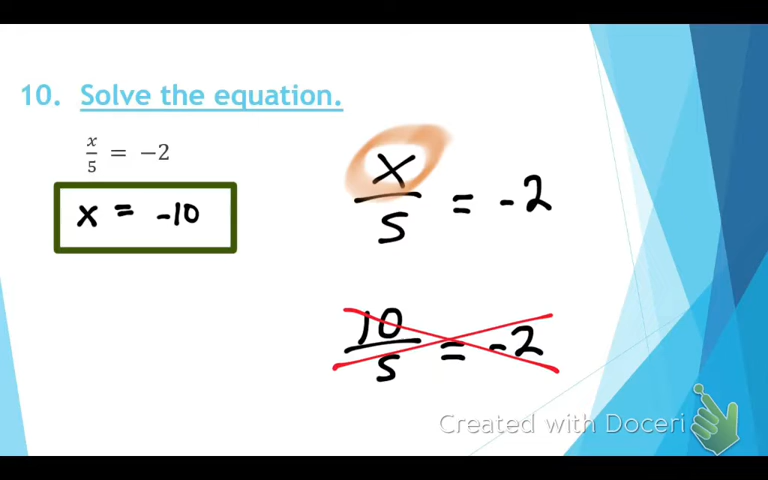 10. Solve the equation.
x/5 = −2
x = -10
x/5 = -2
10/5 = -2
Created with Doceri